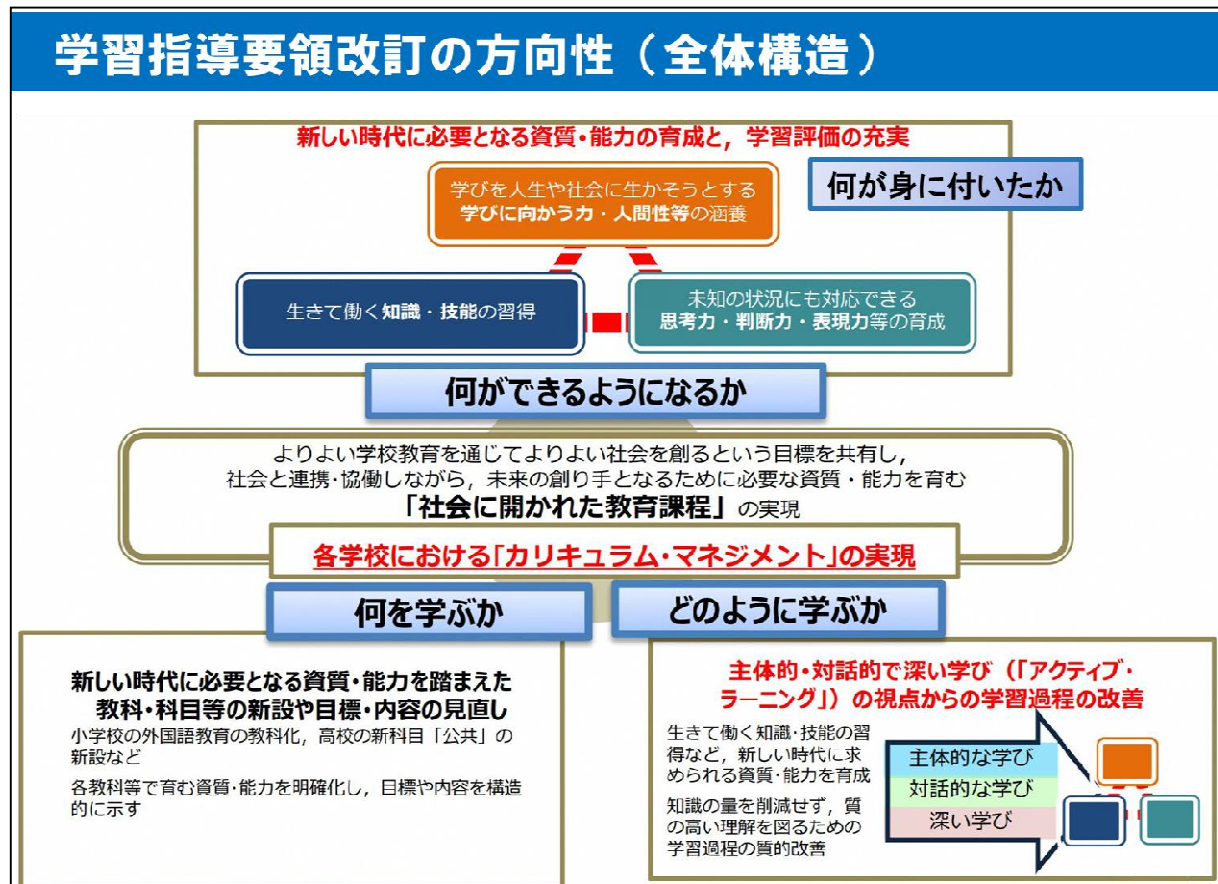 学習指導要領改訂の方向性（全体構造）
新しい時代に必要となる資質・能力の育成と，学習評価の充実
学びを人生や社会に生かそうとする
学びに向かう力・人間性等の涵養
何が身に付いたか
生きて働く知識・技能の習得
未知の状況にも対応できる
思考力・判断力・表現力等の育成
何ができるようになるか
よりよい学校教育を通じてよりよい社会を創るという目標を共有し，
社会と連携・協働しながら，未来の創り手となるために必要な資質・能力を育む
「社会に開かれた教育課程」の実現
各学校における「カリキュラム・マネジメント」の実現
何を学ぶか
どのように学ぶか
新しい時代に必要となる資質・能力を踏まえた
教科・科目等の新設や目標・内容の見直し
小学校の外国語教育の教科化，高校の新科目「公共」の
新設など
各教科等で育む資質・能力を明確化し，目標や内容を構造
的に示す
主体的・対話的で深い学び（「アクティブ・
ラーニング」）の視点からの学習過程の改善
生きて働く知識・技能の習
得など，新しい時代に求
められる資質・能力を育成
知識の量を削減せず，質
の高い理解を図るための
学習過程の質的改善
主体的な学び
対話的な学び
深い学び